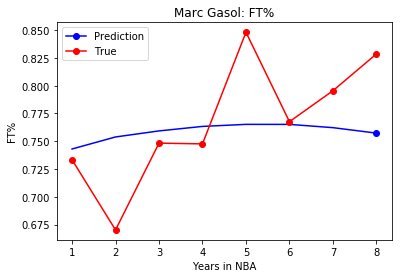 Marc Gasol: FT%
Prediction
True
0.850
0.825
0.800
0.775
0.750
0.725
0.700
0.675
FT%
1 2 3 4 5 6 7 8
Years in NBA